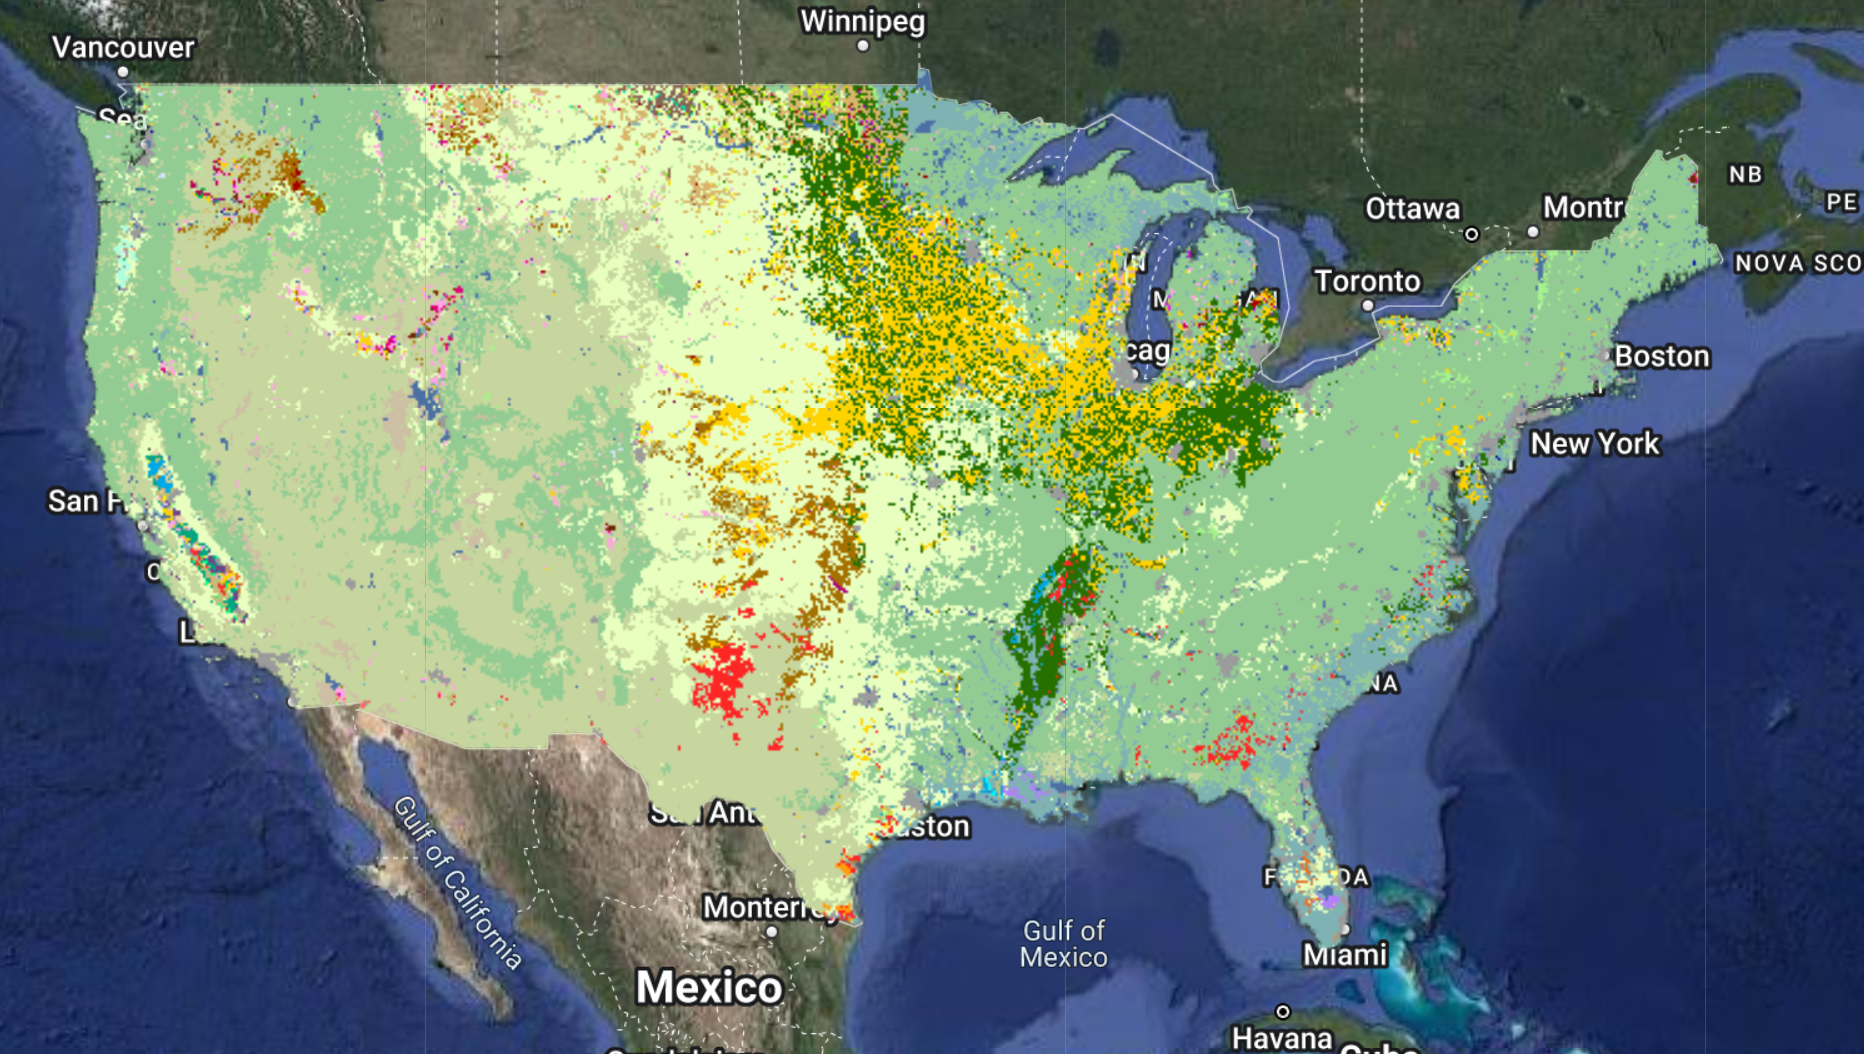 Winnipeg
Vancouver
Sea
NB
PE
Ottawa
Montr
NOVA SCO
Toronto
Boston
cag
New York
San F
L
NA
San Ant
uston
Gulf of California
F
DA
Monterrey
Gulf of
Mexico
Miami
Mexico
Havana
Cuba